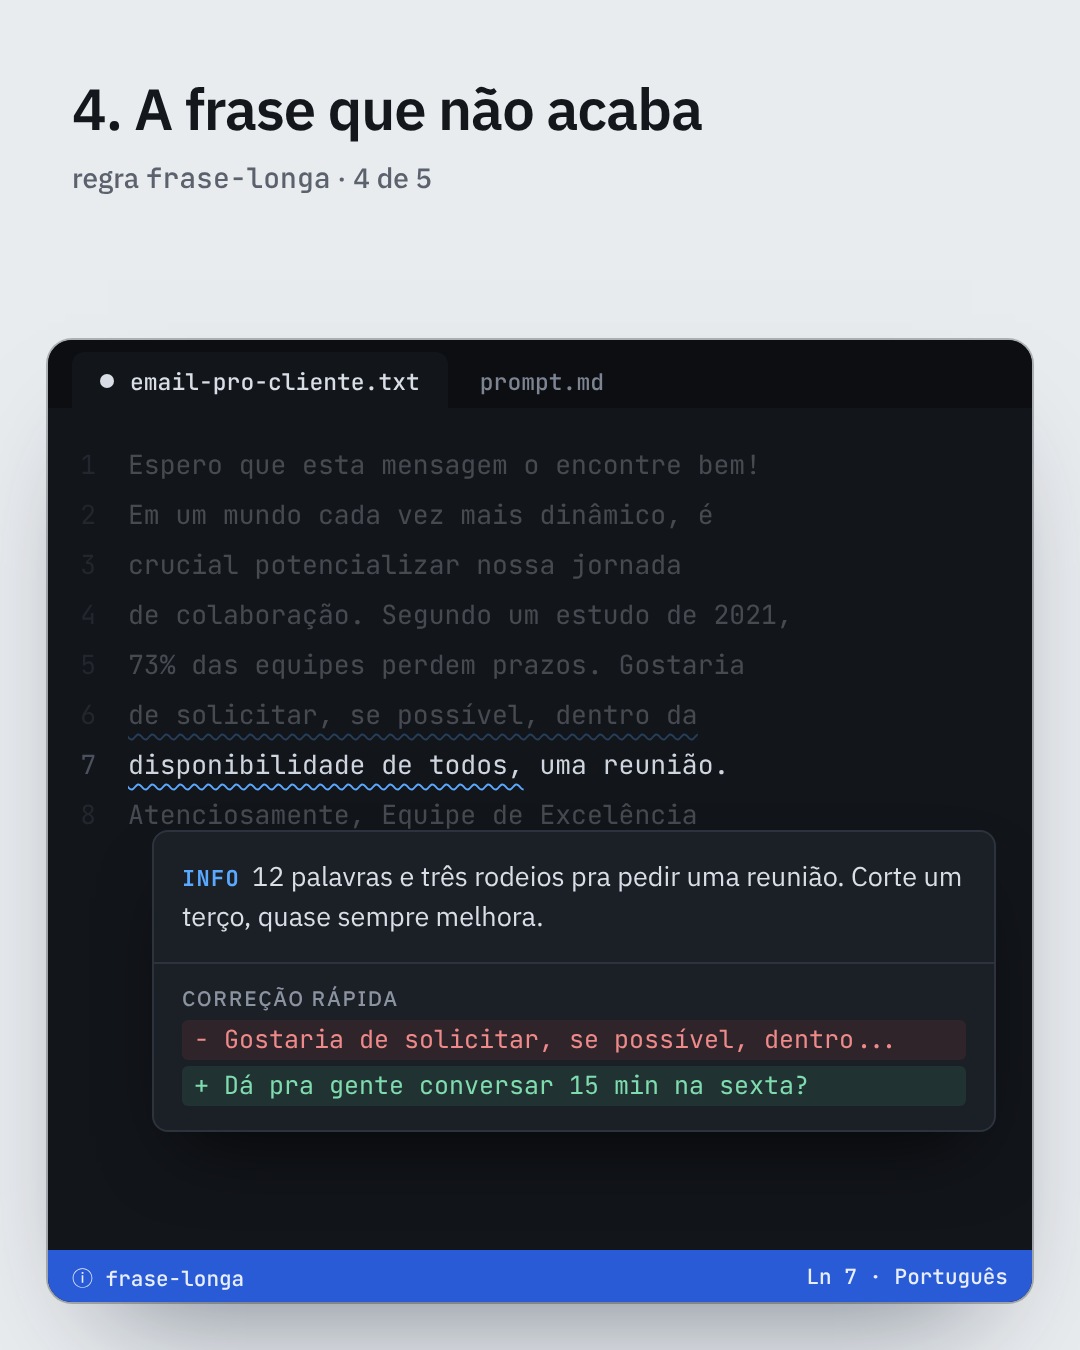 4. A frase que não acaba
regra frase-longa · 4 de 5
email-pro-cliente.txt
prompt.md
1 Espero que esta mensagem o encontre bem!
2 Em um mundo cada vez mais dinâmico, é
3 crucial potencializar nossa jornada
4 de colaboração. Segundo um estudo de 2021,
5 73% das equipes perdem prazos. Gostaria
6 de solicitar, se possível, dentro da
7 disponibilidade de todos, uma reunião.
8 Atenciosamente, Equipe de Excelência
INFO 12 palavras e três rodeios pra pedir uma reunião. Corte um
terço, quase sempre melhora.
CORREÇÃO RÁPIDA
- Gostaria de solicitar, se possível, dentro...
+ Dá pra gente conversar 15 min na sexta?
ⓘ frase-longa
Ln 7 · Português